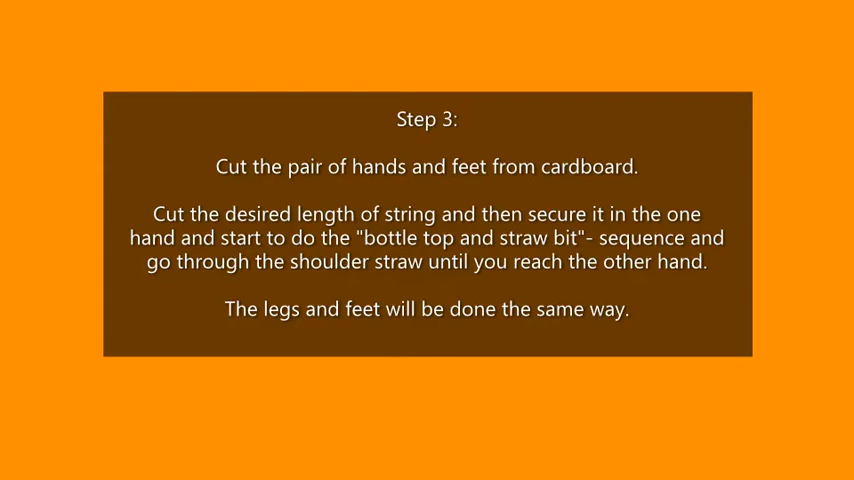 Step 3:
Cut the pair of hands and feet from cardboard.
Cut the desired length of string and then secure it in the one
hand and start to do the "bottle top and straw bit"- sequence and
go through the shoulder straw until you reach the other hand.
The legs and feet will be done the same way.